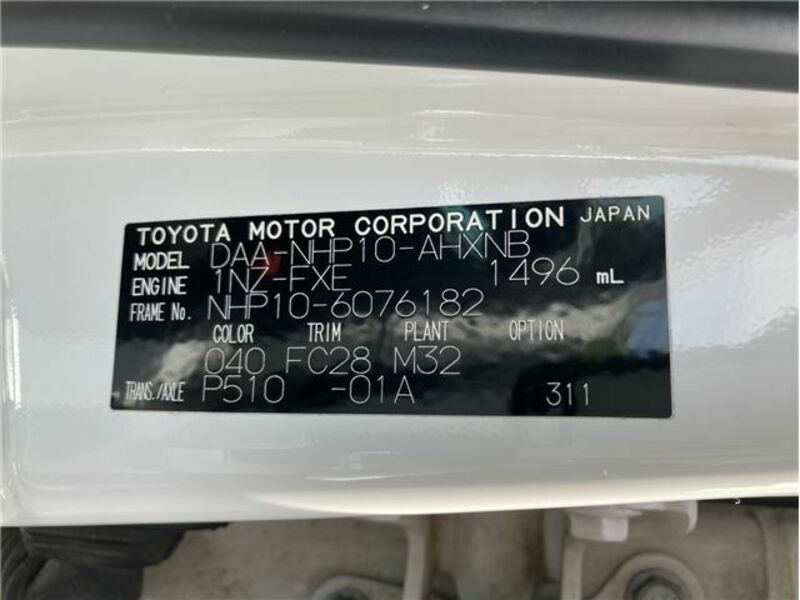 TOYOTA MOTOR CORPORATION JAPAN
MODEL DAA-NHP10-AHXNB
ENGINE 1NZ-FXE 1496 mL
FRAME No. NHP10-6076182
COLOR TRIM PLANT OPTION
040 FC28 M32
TRANS./AXLE P510 -01A 311